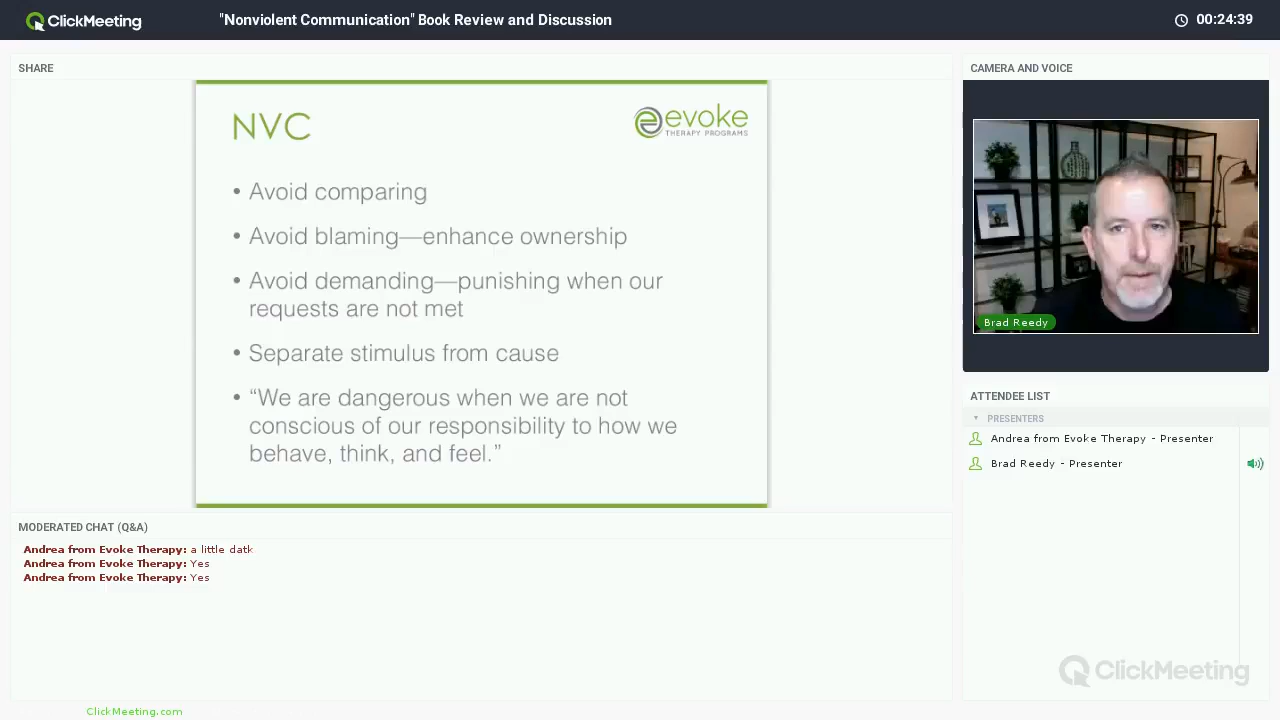 ClickMeeting
"Nonviolent Communication" Book Review and Discussion
00:24:39
SHARE
NVC
evoke
THERAPY PROGRAMS
• Avoid comparing
• Avoid blaming—enhance ownership
• Avoid demanding—punishing when our
requests are not met
• Separate stimulus from cause
• “We are dangerous when we are not
conscious of our responsibility to how we
behave, think, and feel.”
MODERATED CHAT (Q&A)
Andrea from Evoke Therapy: a little datk
Andrea from Evoke Therapy: Yes
Andrea from Evoke Therapy: Yes
CAMERA AND VOICE
Brad Reedy
ATTENDEE LIST
PRESENTERS
Andrea from Evoke Therapy - Presenter
Brad Reedy - Presenter
ClickMeeting
ClickMeeting.com